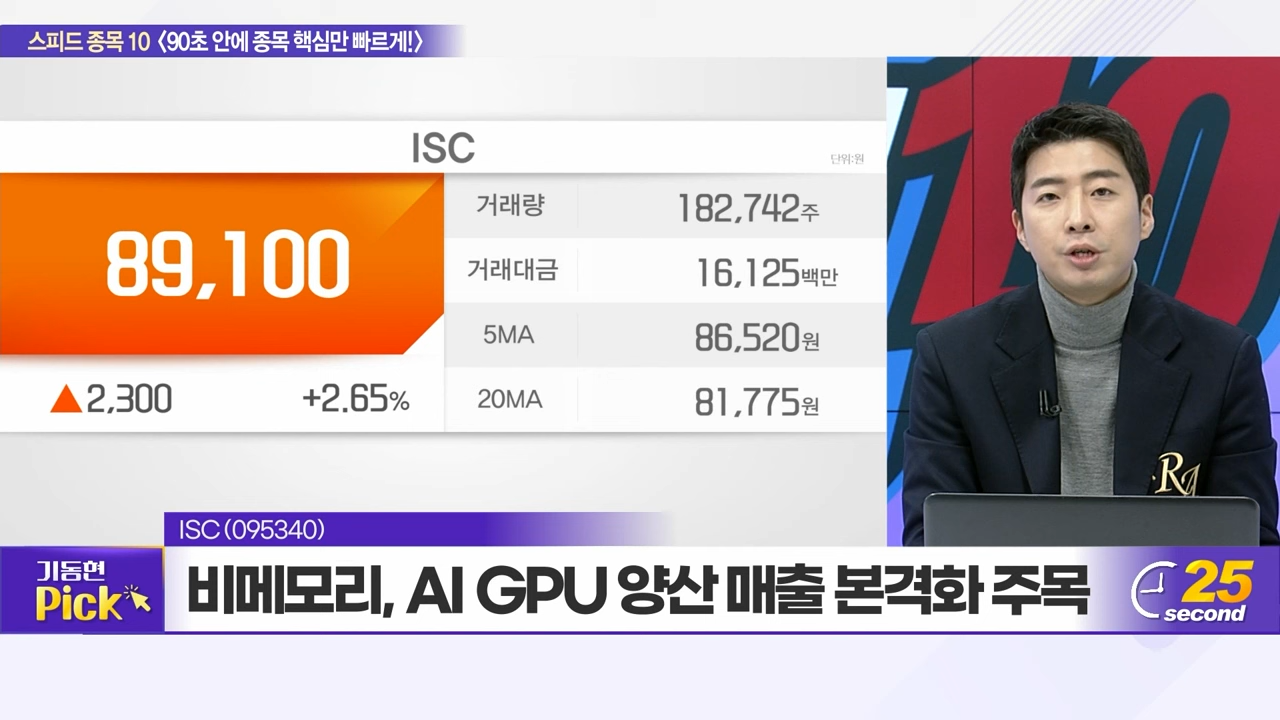 스피드 종목 10 〈90초 안에 종목 핵심만 빠르게!〉
ISC
단위:원
89,100
▲2,300 +2.65%
거래량 182,742주
거래대금 16,125백만
5MA 86,520원
20MA 81,775원
10
RA
ISC(095340)
기동현
Pick
비메모리, AI GPU 양산 매출 본격화 주목
25
second